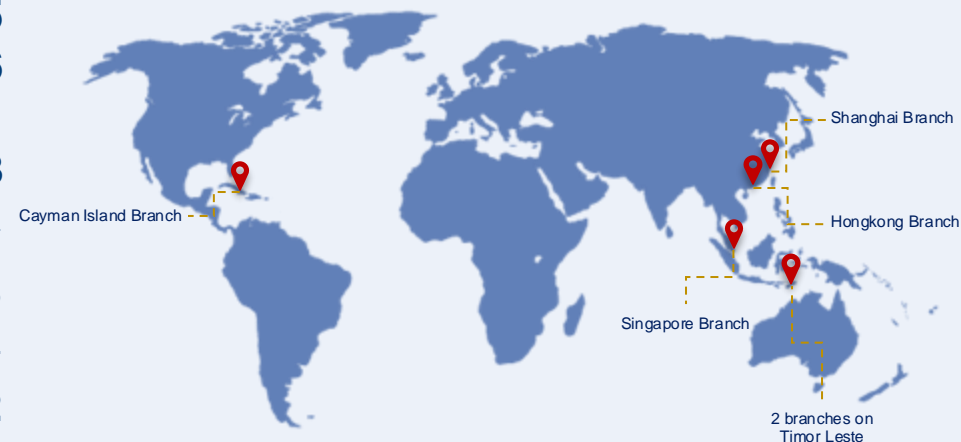 Shanghai Branch
Cayman Island Branch
Hongkong Branch
Singapore Branch
2 branches on
Timor Leste